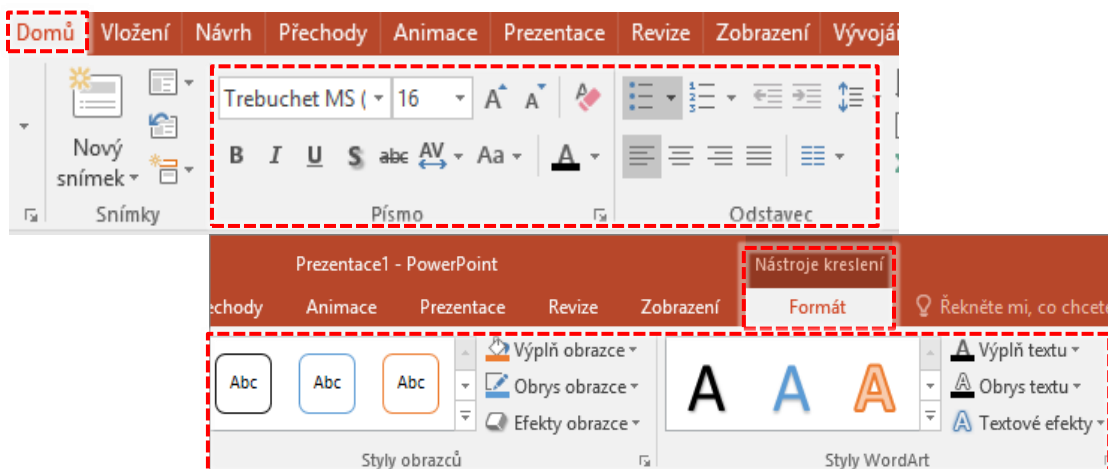 Domů Vložení Návrh Přechody Animace Prezentace Revize Zobrazení Vývojář
Trebuchet MS ( 16 A A A
Nový
snímek
B I U S abc AV Aa A
Snímky Písmo Odstavec
Prezentace1 - PowerPoint Nástroje kreslení
echody Animace Prezentace Revize Zobrazení Formát Řekněte mi, co chcete
Abc Abc Abc
Výplň obrazce
Obrys obrazce
Efekty obrazce
A A A
A Výplň textu
A Obrys textu
A Textové efekty
Styly obrazců Styly WordArt